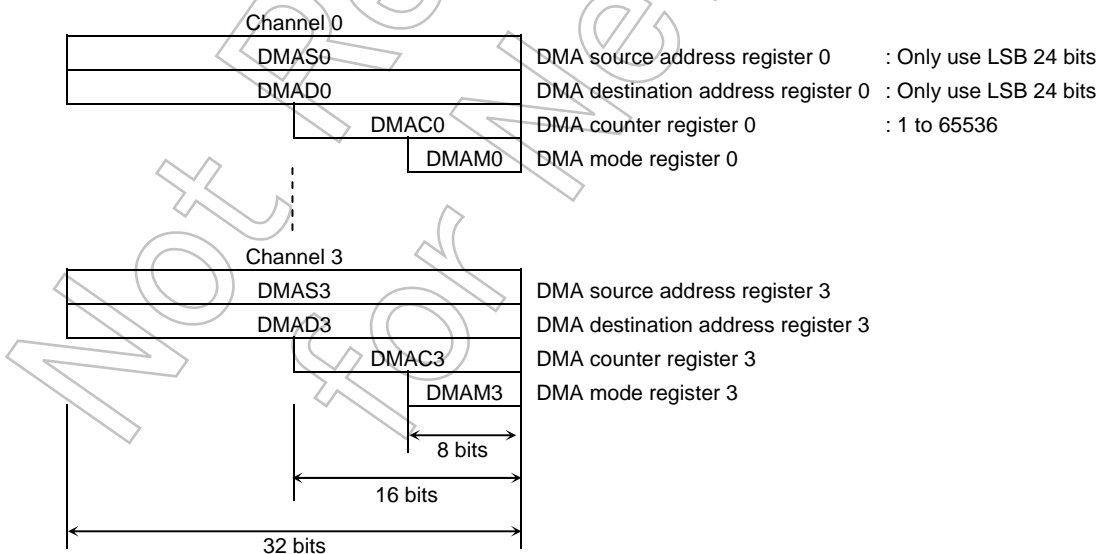 Channel 0
DMAS0 DMA source address register 0 : Only use LSB 24 bits
DMAD0 DMA destination address register 0 : Only use LSB 24 bits
DMAC0 DMA counter register 0 : 1 to 65536
DMAM0 DMA mode register 0
Channel 3
DMAS3 DMA source address register 3
DMAD3 DMA destination address register 3
DMAC3 DMA counter register 3
DMAM3 DMA mode register 3
8 bits
16 bits
32 bits
Not
for